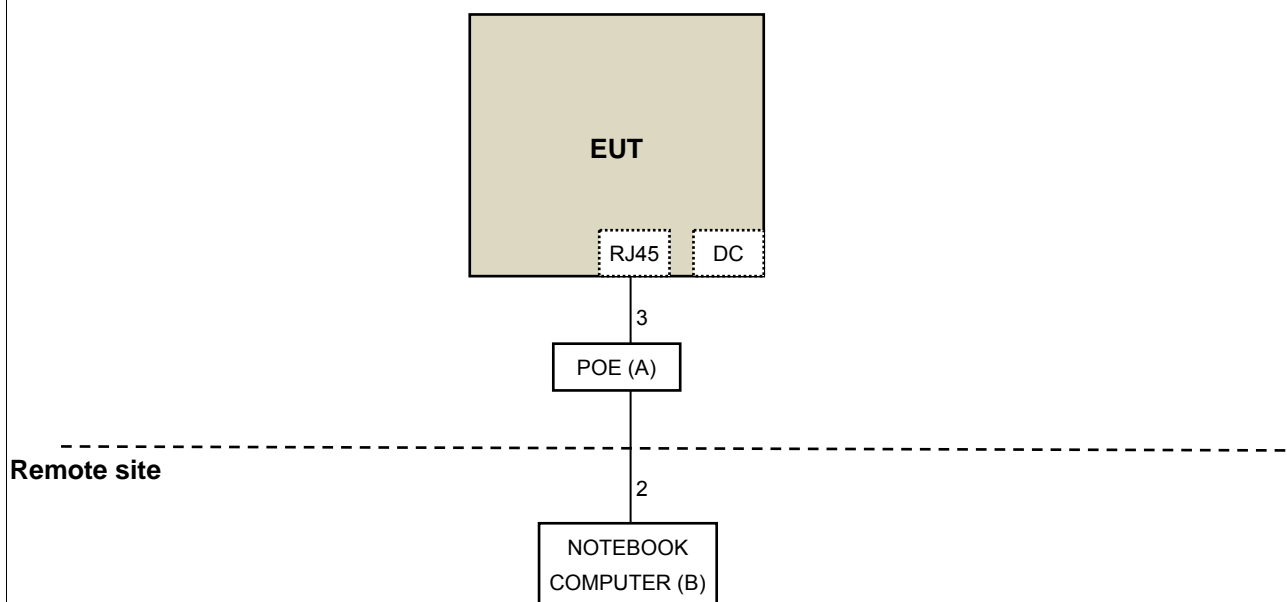 EUT
RJ45 DC
3
POE (A)
Remote site
2
NOTEBOOK
COMPUTER (B)